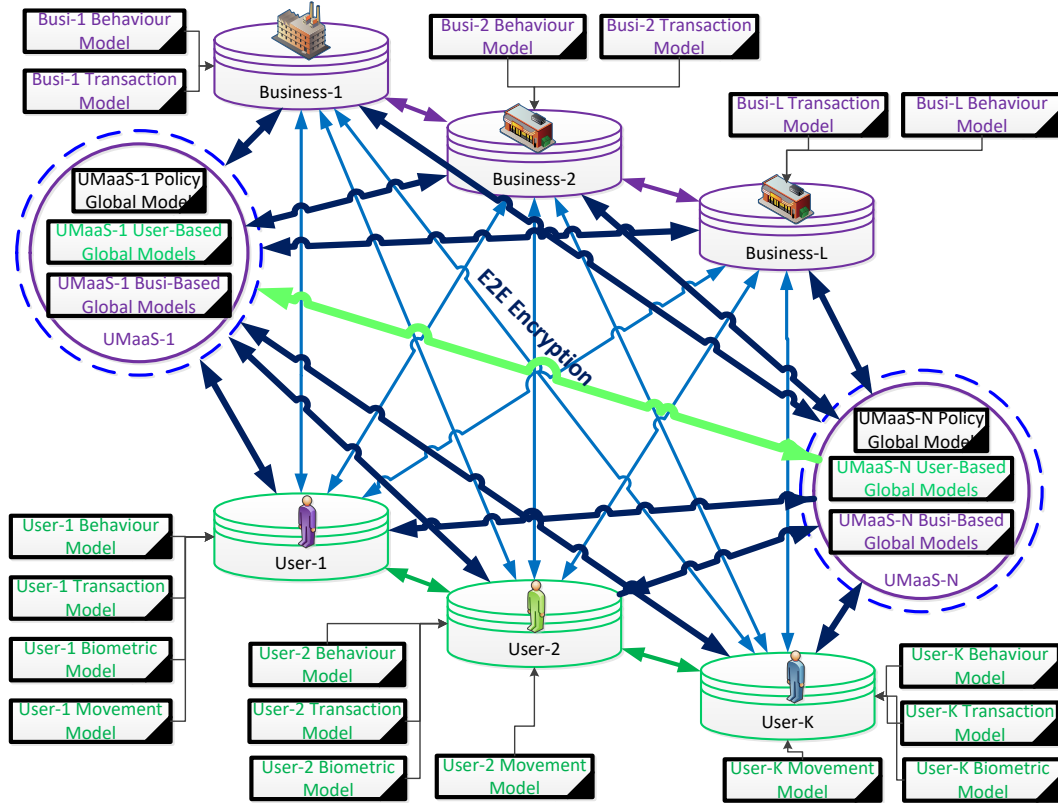 Busi-1 Behaviour
Model
Busi-1 Transaction
Model
Business-1
Busi-2 Behaviour
Model
Busi-2 Transaction
Model
Business-2
Busi-L Transaction
Model
Busi-L Behaviour
Model
Business-L
UMaaS-1 Policy
Global Model
UMaaS-1 User-Based
Global Models
UMaaS-1 Busi-Based
Global Models
UMaaS-1
E2E Encryption
UMaaS-N Policy
Global Model
UMaaS-N User-Based
Global Models
UMaaS-N Busi-Based
Global Models
UMaaS-N
User-1
User-1 Behaviour
Model
User-1 Transaction
Model
User-1 Biometric
Model
User-1 Movement
Model
User-2
User-2 Behaviour
Model
User-2 Transaction
Model
User-2 Biometric
Model
User-2 Movement
Model
User-K
User-K Behaviour
Model
User-K Transaction
Model
User-K Movement
Model
User-K Biometric
Model